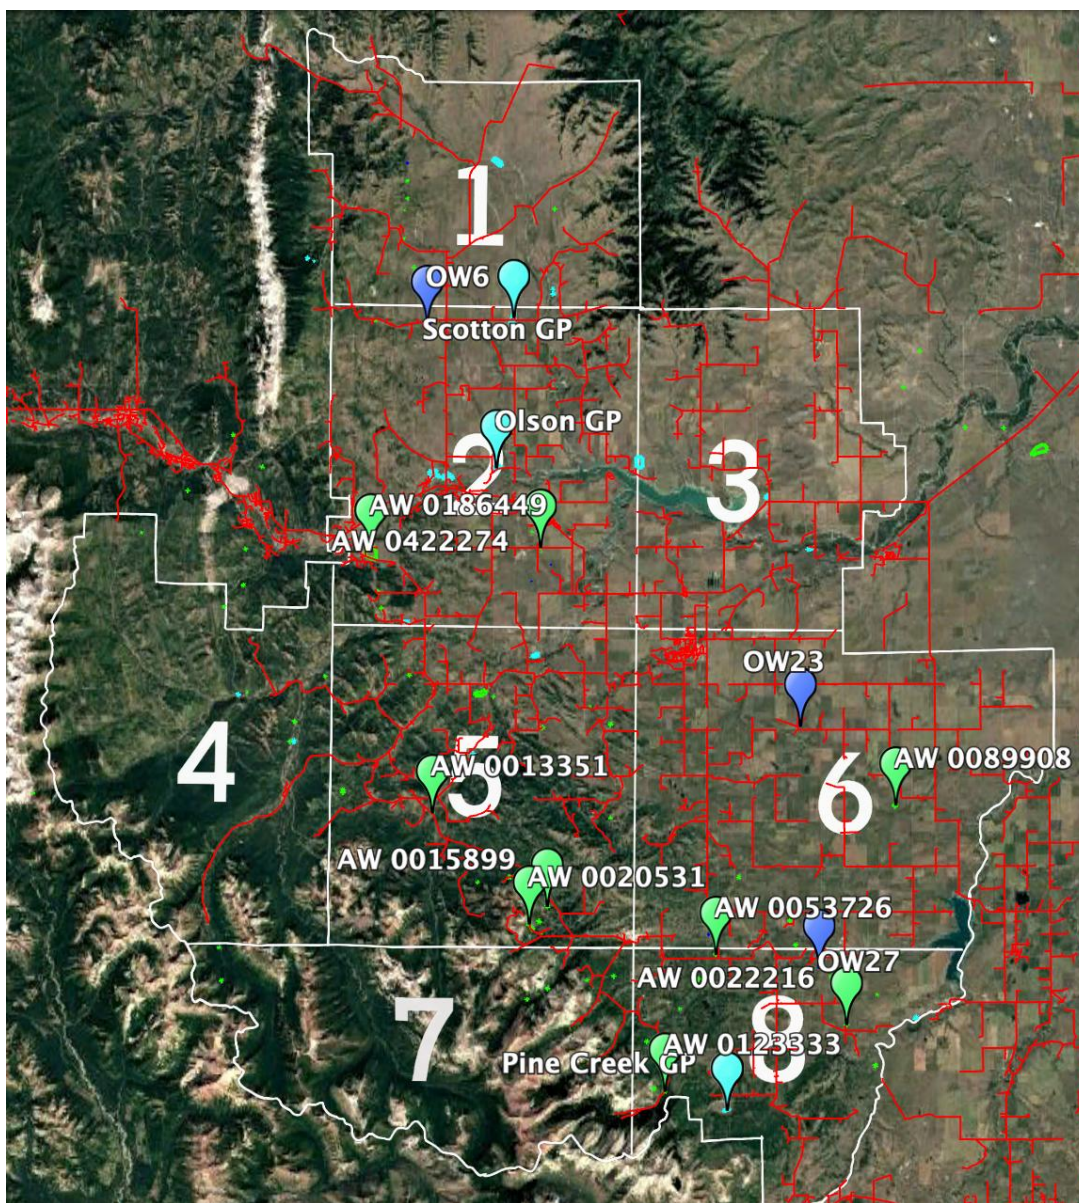 1
OW6
Scotton GP
Olson GP
2
3
AW 0186449
AW 0422274
OW23
4
5
AW 0013351
AW 0089908
6
AW 0015899
AW 0020531
AW 0053726
OW27
AW 0022216
7
8
AW 0123333
Pine Creek GP